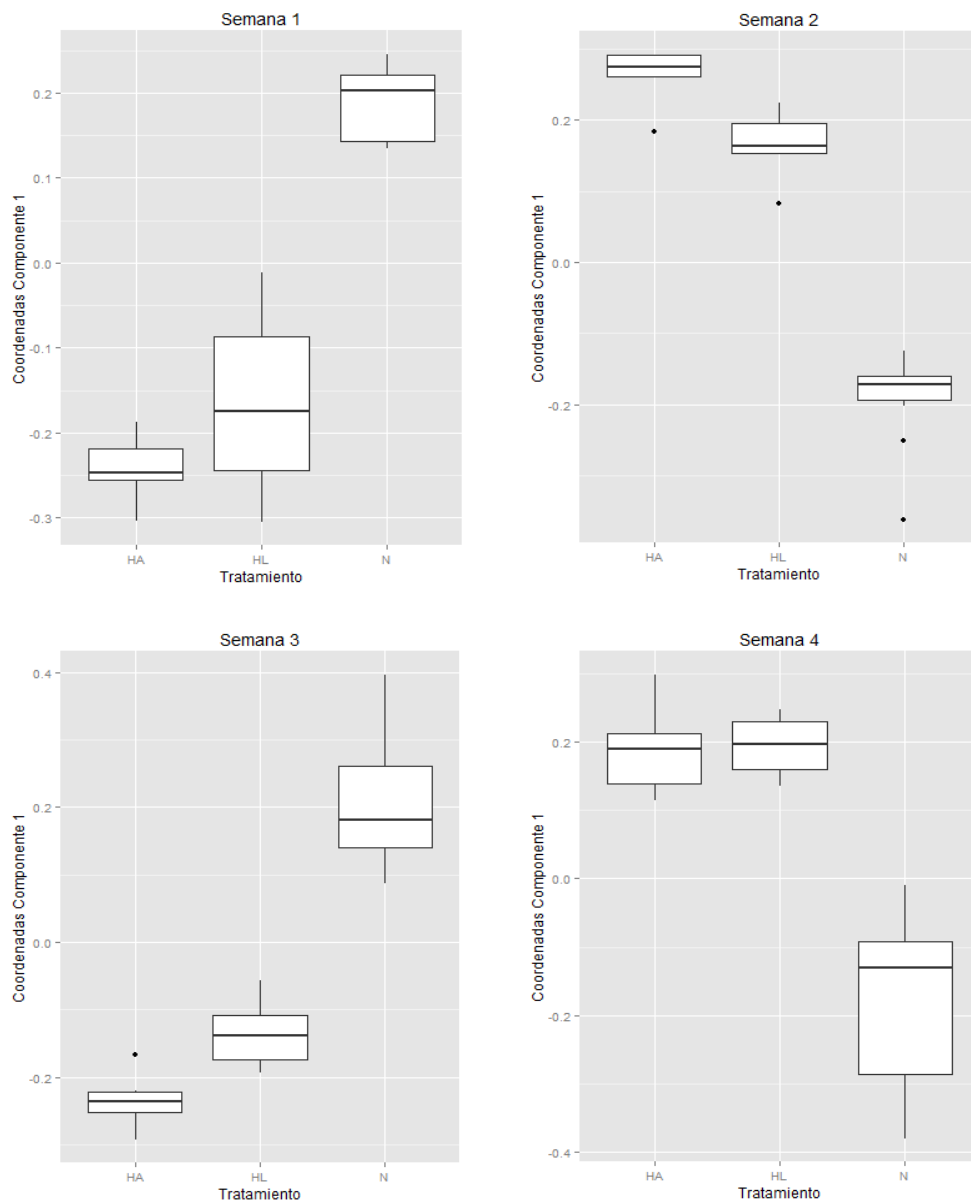 Semana 1
Coordenadas Componente 1
0.2
0.1
0.0
-0.1
-0.2
-0.3
HA HL N
Tratamiento
Semana 2
Coordenadas Componente 1
0.2
0.0
-0.2
HA HL N
Tratamiento
Semana 3
Coordenadas Componente 1
0.4
0.2
0.0
-0.2
HA HL N
Tratamiento
Semana 4
Coordenadas Componente 1
0.2
0.0
-0.2
-0.4
HA HL N
Tratamiento